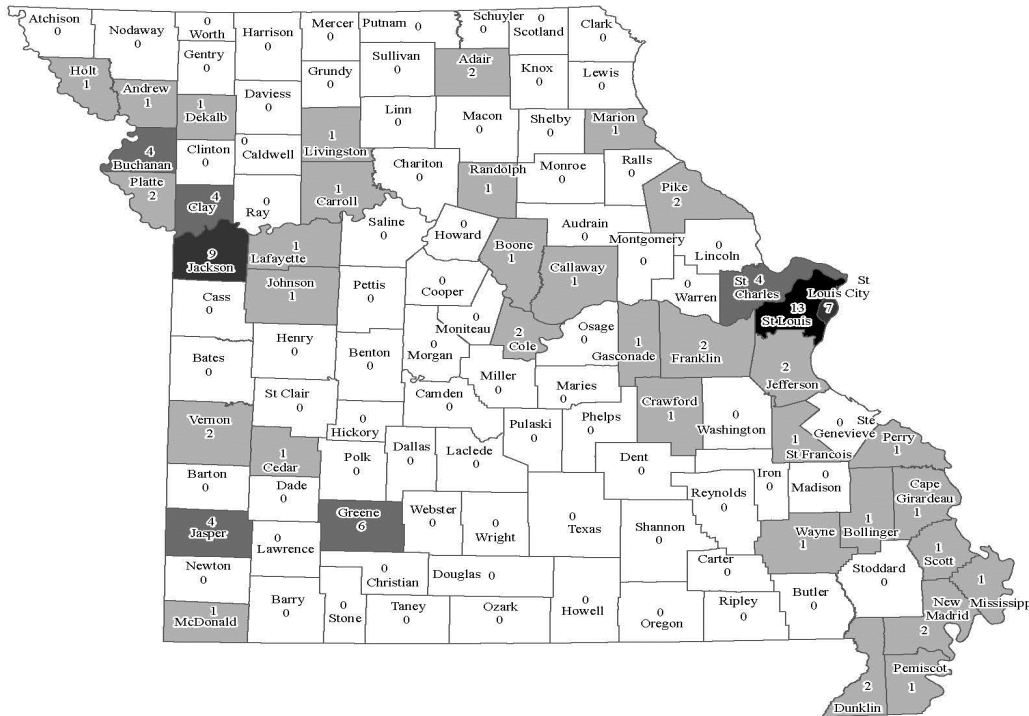 Atchison
0
Nodaway
0
0
Worth
Harrison
0
Mercer
0
Putnam 0
Schuyler
0
0
Scotland
Clark
0
Gentry
0
Sullivan
0
Adair
2
Knox
0
Lewis
0
Holt
1
Andrew
1
1
Dekalb
Daviess
0
Grundy
0
Linn
0
Macon
0
Shelby
0
Marion
1
4
Buchanan
Clinton
0
0
Caldwell
1
Livingston
Chariton
0
Randolph
1
Monroe
0
Ralls
0
Platte
2
4
Clay
0
Ray
1
Carroll
Saline
0
0
Howard
Boone
1
Audrain
0
Pike
2
9
Jackson
1
Lafayette
Johnson
1
Pettis
0
0
Cooper
Callaway
1
Montgomery
0
0
Lincoln
0
Warren
St 4
Charles
13
St Louis
St
Louis City
7
Cass
0
Henry
0
Benton
0
0
Morgan
0
Moniteau
2
Cole
Osage
0
1
Gasconade
2
Franklin
2
Jefferson
Bates
0
St Clair
0
0
Hickory
Camden
0
Miller
0
Maries
0
Phelps
0
Crawford
1
0
Washington
1
St Francois
Ste
0
Genevieve
Perry
1
Vernon
2
1
Cedar
Polk
0
Dallas
0
Laclede
0
Pulaski
0
Dent
0
Iron
0
0
Madison
Cape
Girardeau
1
Barton
0
Dade
0
Greene
6
Webster
0
0
Wright
0
Texas
Shannon
0
Reynolds
0
Wayne
1
1
Bollinger
1
Scott
4
Jasper
0
Lawrence
0
Christian
Douglas 0
Carter
0
Stoddard
0
1
Mississippi
Newton
0
Barry
0
0
Stone
Taney
0
Ozark
0
0
Howell
0
Oregon
Ripley
0
Butler
0
New
Madrid
2
1
McDonald
2
Dunklin
Pemiscot
1